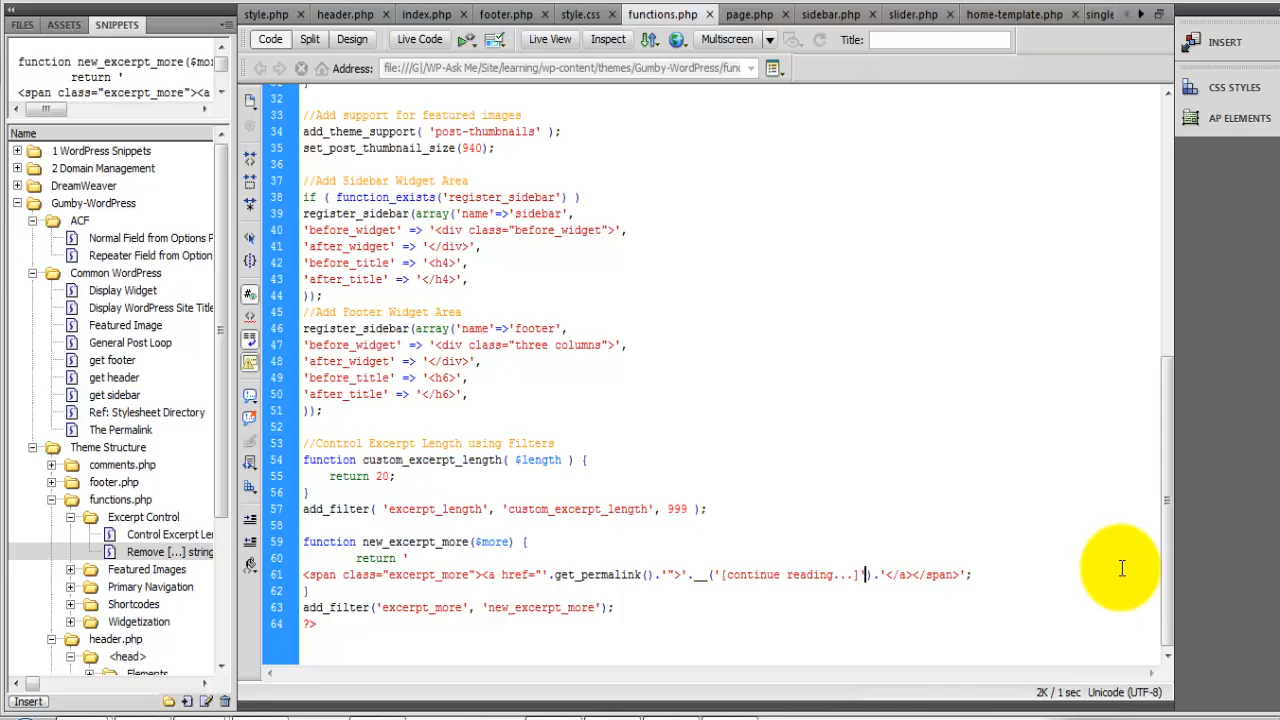 FILES ASSETS SNIPPETS
function new_excerpt_more($mor
return '
<span class="excerpt_more"><a
Name
1 WordPress Snippets
2 Domain Management
DreamWeaver
Gumby-WordPress
ACF
Normal Field from Options P
Repeater Field from Option
Common WordPress
Display Widget
Display WordPress Site Title
Featured Image
General Post Loop
get footer
get header
get sidebar
Ref: Stylesheet Directory
The Permalink
Theme Structure
comments.php
footer.php
functions.php
Excerpt Control
Control Excerpt Len
Remove [...] string
Featured Images
Primary Navigation
Shortcodes
Widgetization
header.php
<head>
Elements
Insert
style.php header.php index.php footer.php style.css functions.php page.php sidebar.php slider.php home-template.php single
Code Split Design Live Code Live View Inspect Multiscreen Title:
Address: file:///G|/WP-Ask Me/Site/learning/wp-content/themes/Gumby-WordPress/func
31 }
32
33 //Add support for featured images
34 add_theme_support( 'post-thumbnails' );
35 set_post_thumbnail_size(940);
36
37 //Add Sidebar Widget Area
38 if ( function_exists('register_sidebar') )
39 register_sidebar(array('name'=>'sidebar',
40 'before_widget' => '<div class="before_widget">',
41 'after_widget' => '</div>',
42 'before_title' => '<h4>',
43 'after_title' => '</h4>',
44 ));
45 //Add Footer Widget Area
46 register_sidebar(array('name'=>'footer',
47 'before_widget' => '<div class="three columns">',
48 'after_widget' => '</div>',
49 'before_title' => '<h6>',
50 'after_title' => '</h6>',
51 ));
52
53 //Control Excerpt Length using Filters
54 function custom_excerpt_length( $length ) {
55 return 20;
56 }
57 add_filter( 'excerpt_length', 'custom_excerpt_length', 999 );
58
59 function new_excerpt_more($more) {
60 return '
61 <span class="excerpt_more"><a href="'.get_permalink().'">'.__('[continue reading...]').'</a></span>';
62 }
63 add_filter('excerpt_more', 'new_excerpt_more');
64 ?>
2K / 1 sec Unicode (UTF-8)
INSERT
CSS STYLES
AP ELEMENTS